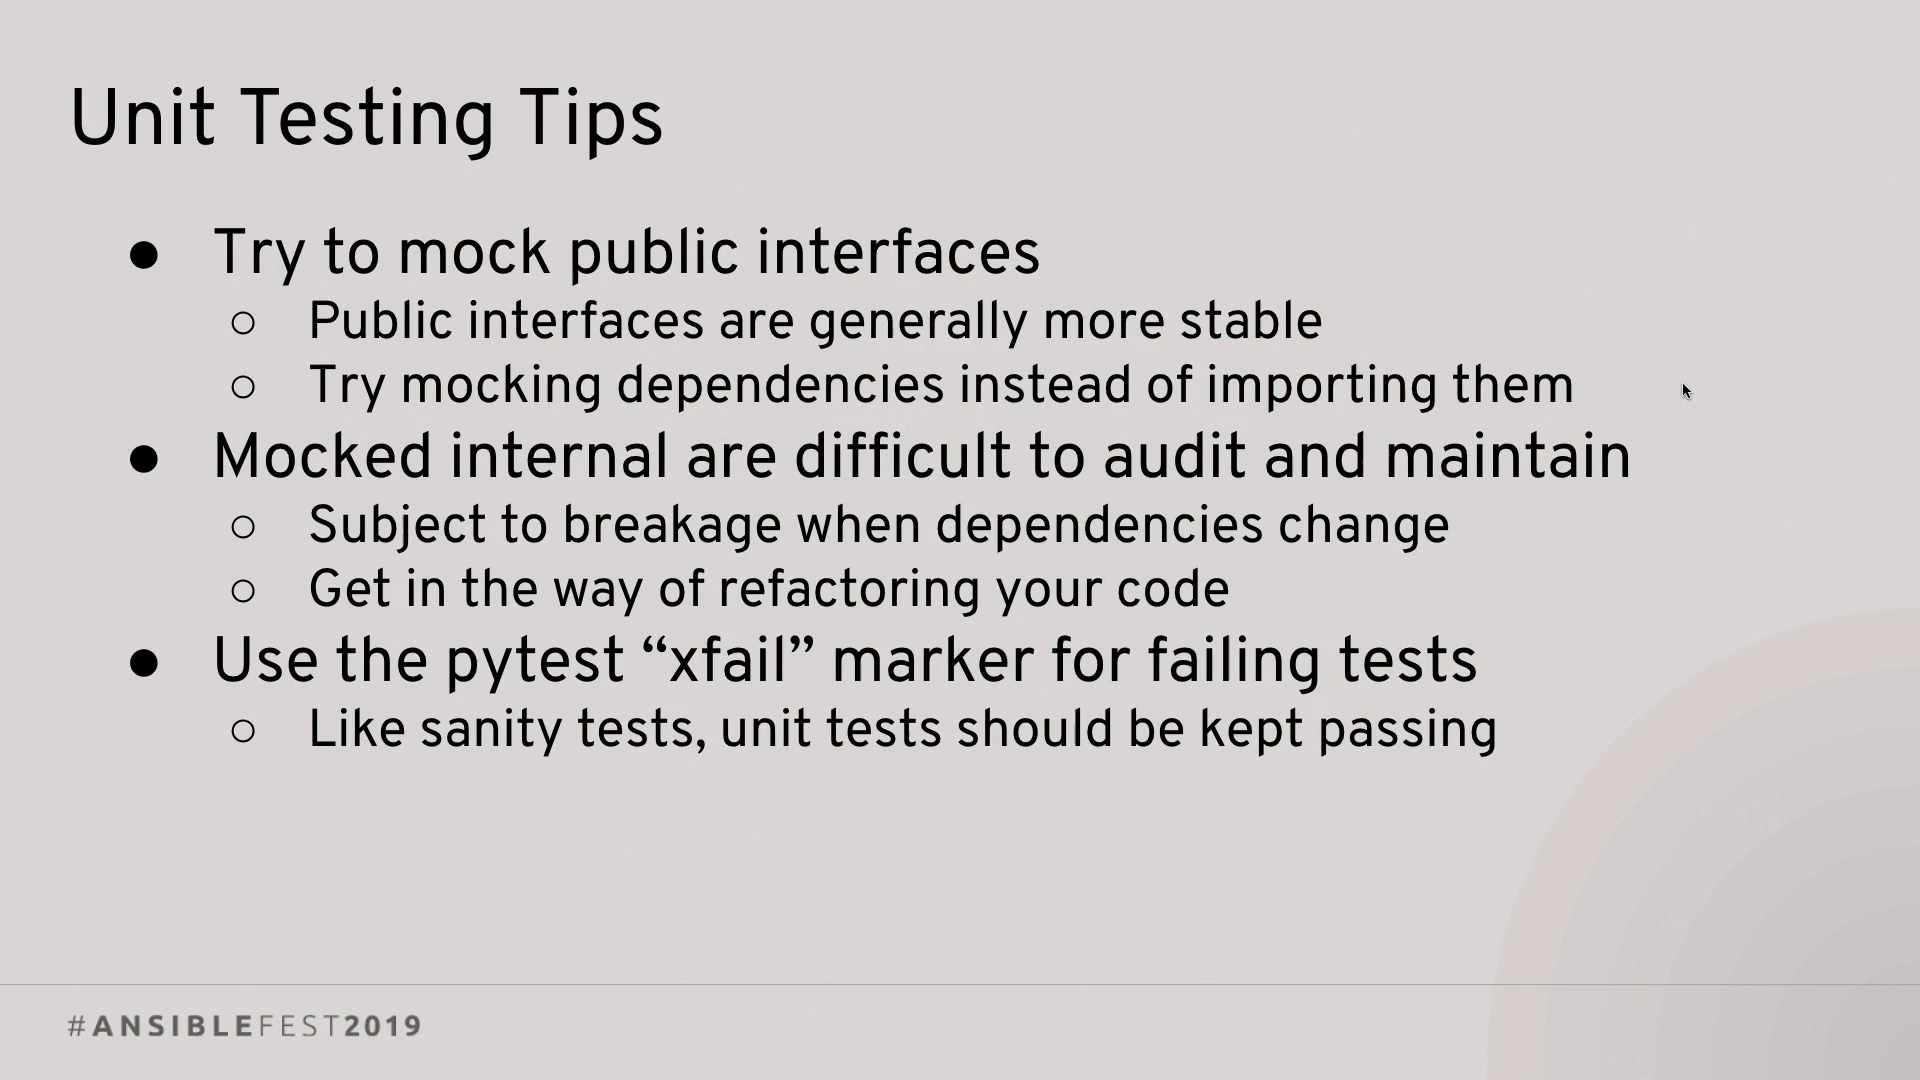 Unit Testing Tips
● Try to mock public interfaces
○ Public interfaces are generally more stable
○ Try mocking dependencies instead of importing them
● Mocked internal are difficult to audit and maintain
○ Subject to breakage when dependencies change
○ Get in the way of refactoring your code
● Use the pytest “xfail” marker for failing tests
○ Like sanity tests, unit tests should be kept passing
#ANSIBLEFEST2019